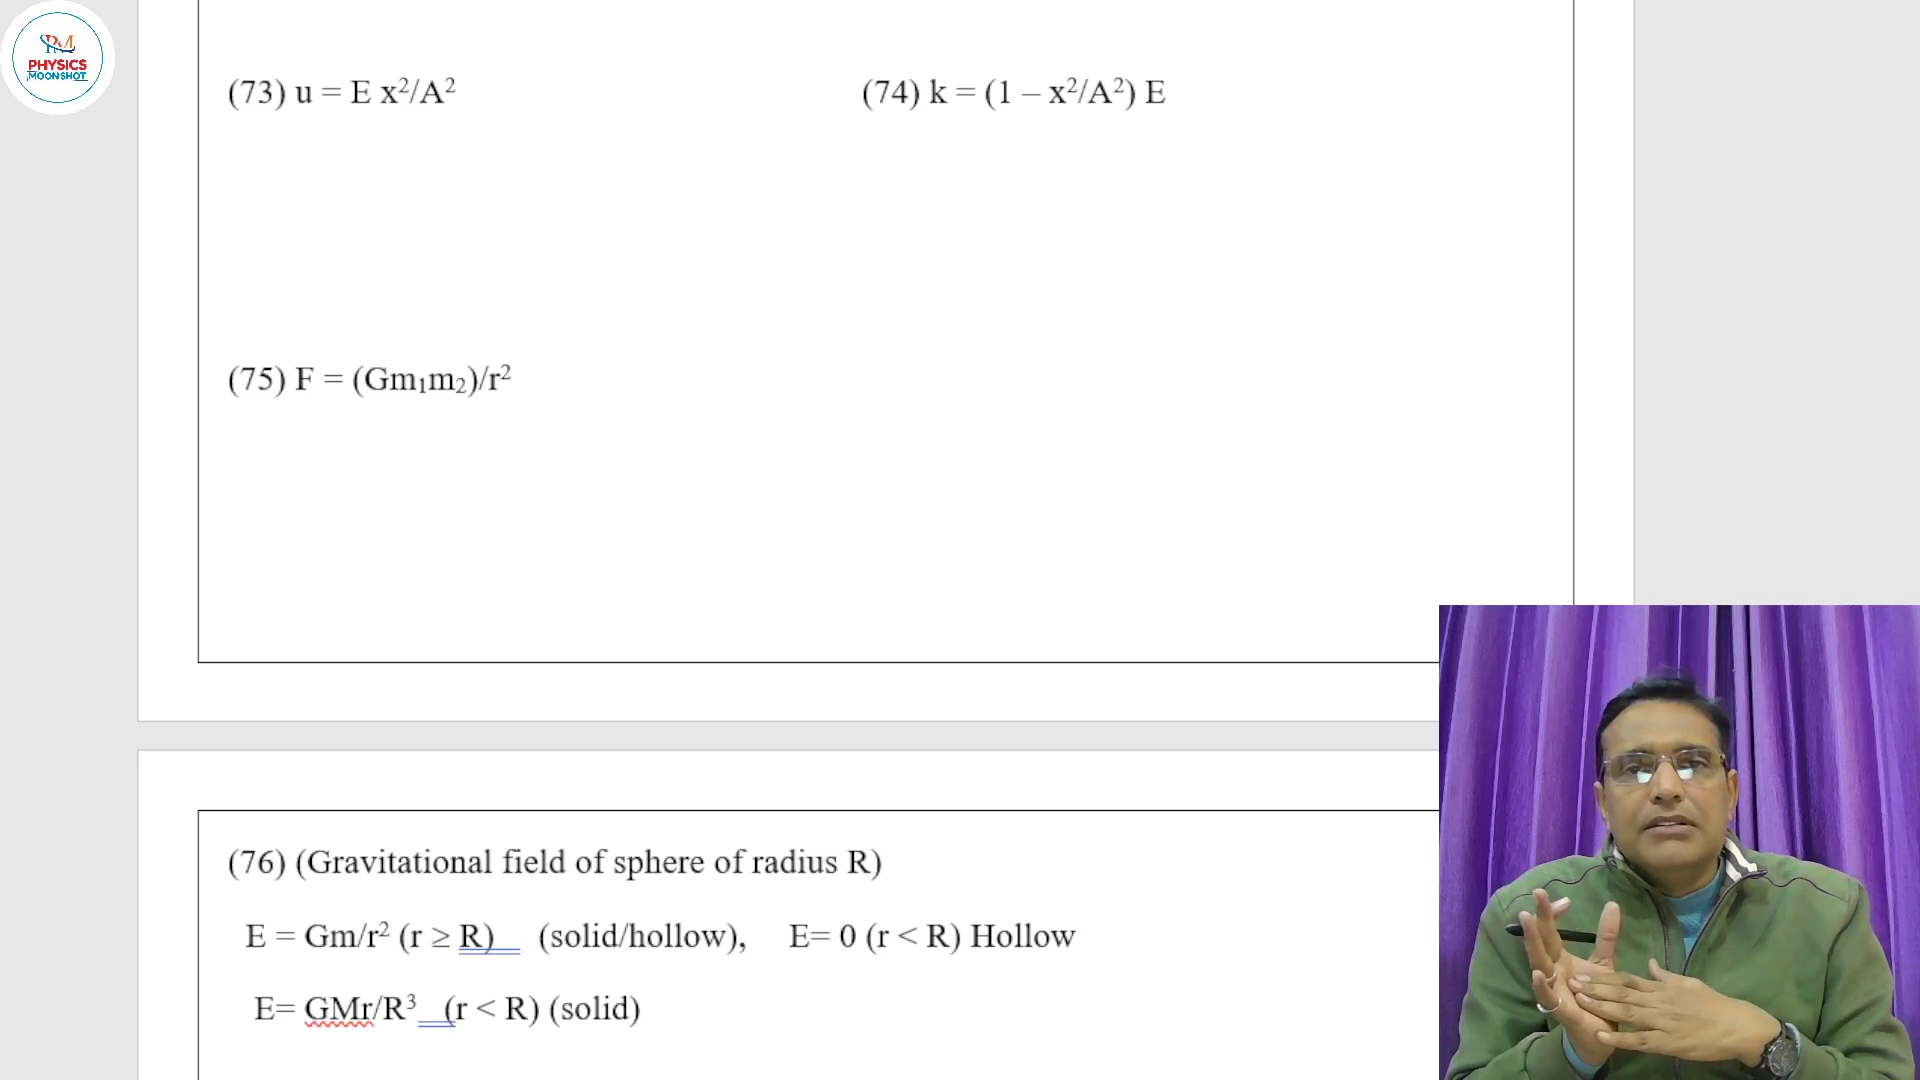 PHYSICS
MOONSHOT
(73) u = E x²/A²
(74) k = (1 – x²/A²) E
(75) F = (Gm₁m₂)/r²
(76) (Gravitational field of sphere of radius R)
E = Gm/r² (r ≥ R) (solid/hollow), E= 0 (r < R) Hollow
E= GMr/R³ (r < R) (solid)